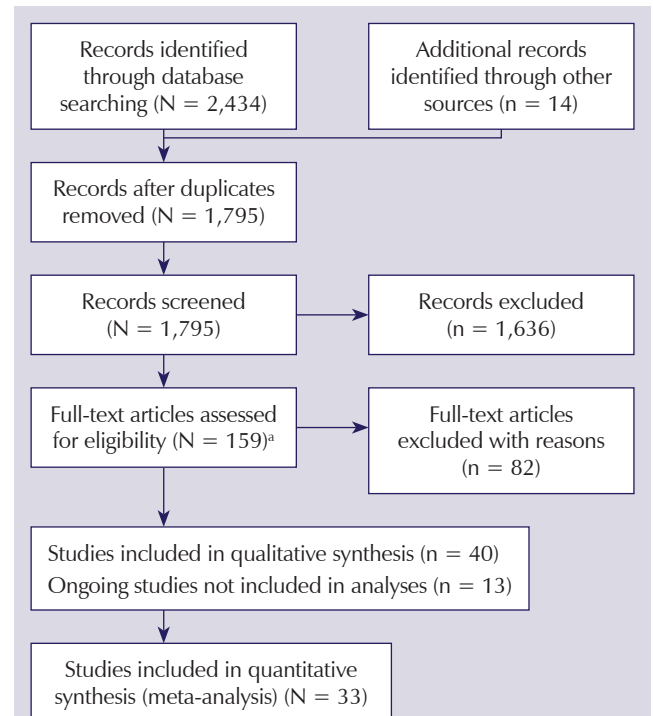 Records identified
through database
searching (N = 2,434)
Additional records
identified through other
sources (n = 14)
Records after duplicates
removed (N = 1,795)
Records screened
(N = 1,795)
Records excluded
(n = 1,636)
Full-text articles assessed
for eligibility (N = 159)ᵃ
Full-text articles
excluded with reasons
(n = 82)
Studies included in qualitative synthesis (n = 40)
Ongoing studies not included in analyses (n = 13)
Studies included in quantitative
synthesis (meta-analysis) (N = 33)